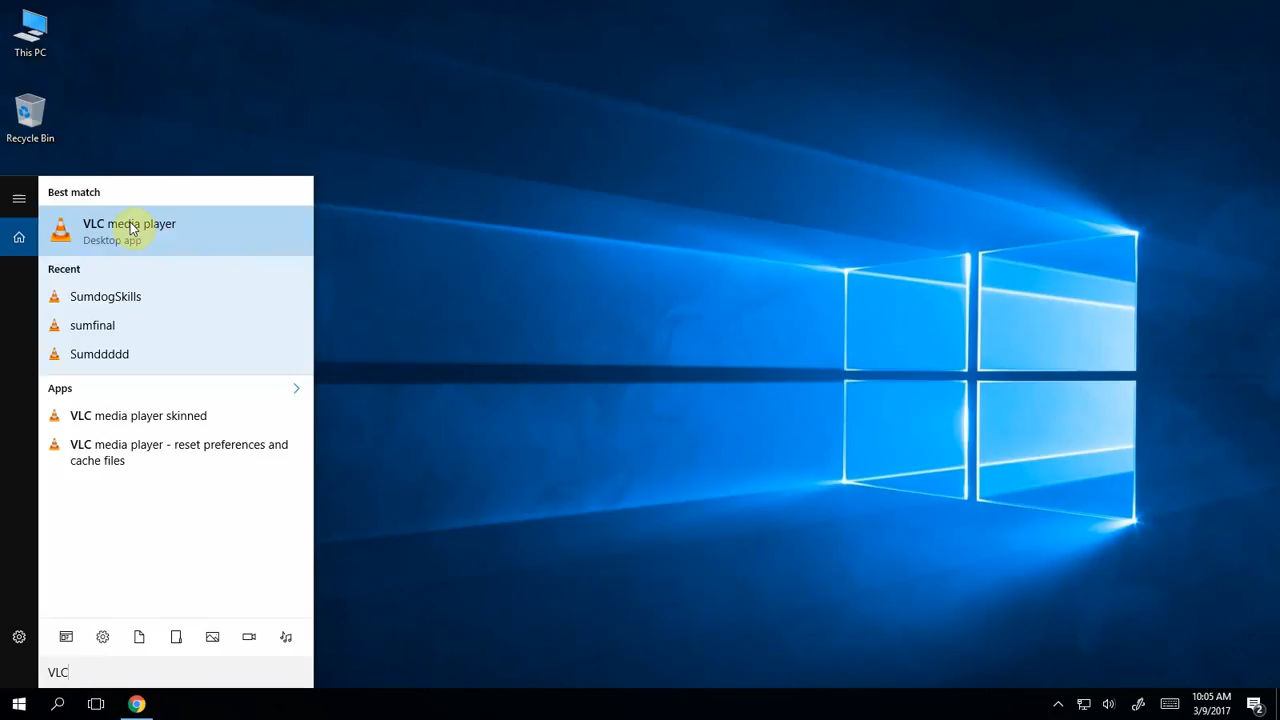 This PC
Recycle Bin
Best match
VLC media player
Desktop app
Recent
SumdogSkills
sumfinal
Sumddddd
Apps
VLC media player skinned
VLC media player - reset preferences and
cache files
VLC
10:05 AM
3/9/2017
2